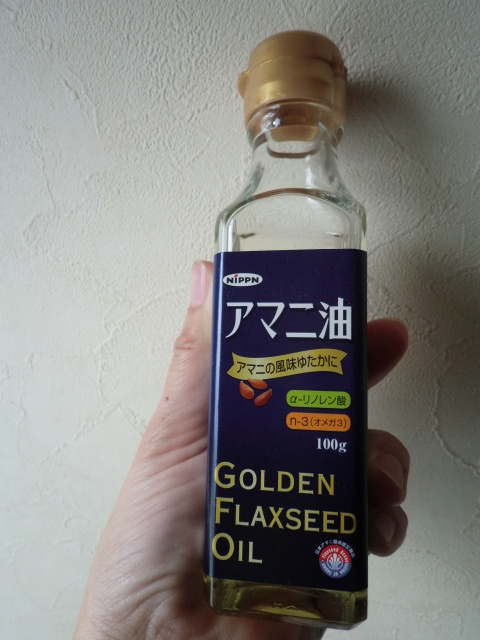 NIPPN
アマニ油
アマニの風味ゆたかに
α-リノレン酸
n-3(オメガ3)
100g
GOLDEN
FLAXSEED
OIL